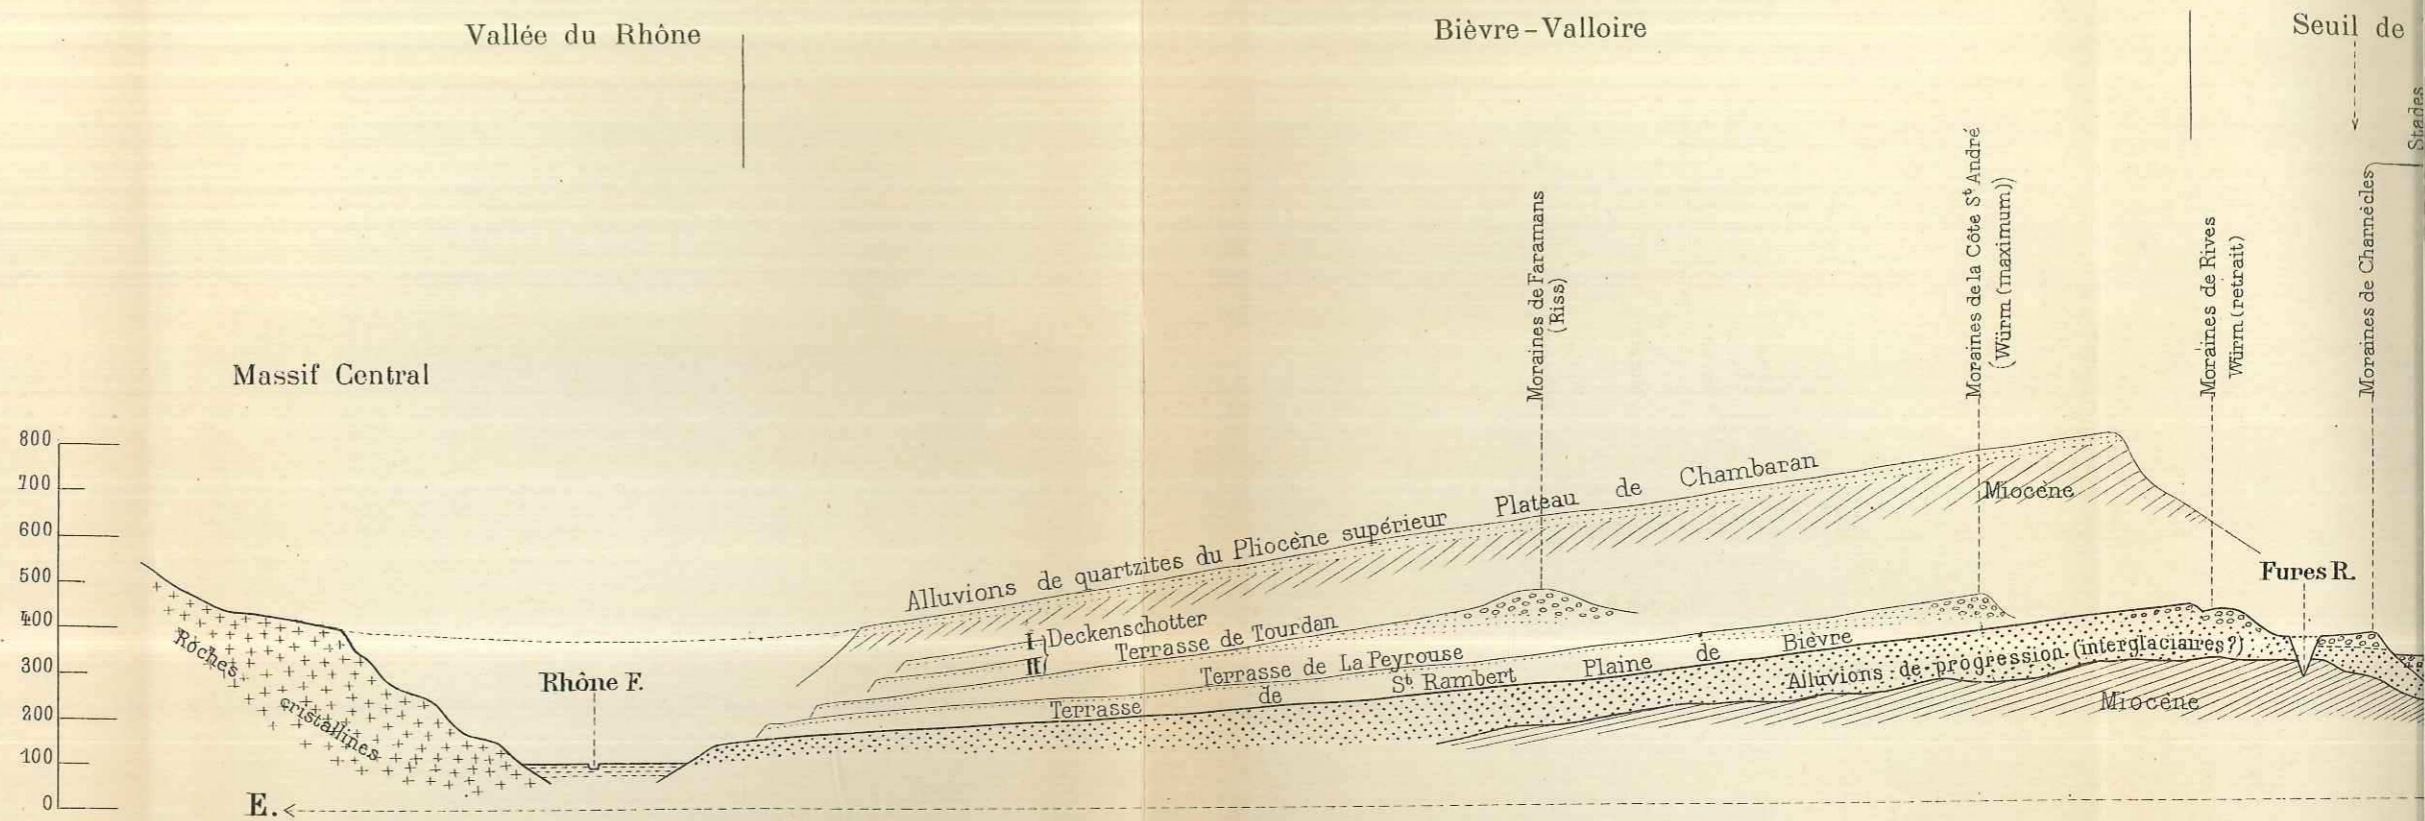 Vallée du Rhône
Bièvre-Valloire
Seuil de
Stades
Massif Central
Moraines de Faramans
(Riss)
Moraines de la Côte St André
(Würm (maximum))
Moraines de Rives
Würm (retrait)
Moraines de Charnècles
800
700
600
500
400
300
200
100
0
Alluvions de quartzites du Pliocène supérieur
Plateau de Chambaran
Miocène
Fures R.
I
II
Deckenschotter
Terrasse de Tourdan
Terrasse de La Peyrouse
Terrasse de St Rambert
Plaine de Bièvre
Alluvions de progression (interglaciaires?)
Miocène
Rhône F.
Roches cristallines
E.